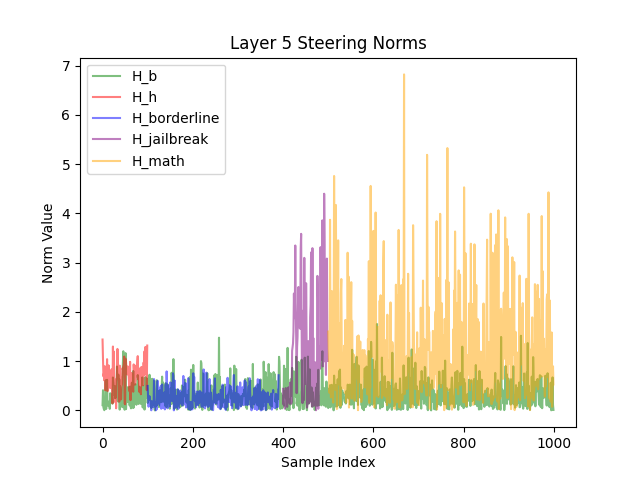 Layer 5 Steering Norms
H_b
H_h
H_borderline
H_jailbreak
H_math
Norm Value
7
6
5
4
3
2
1
0
0 200 400 600 800 1000
Sample Index